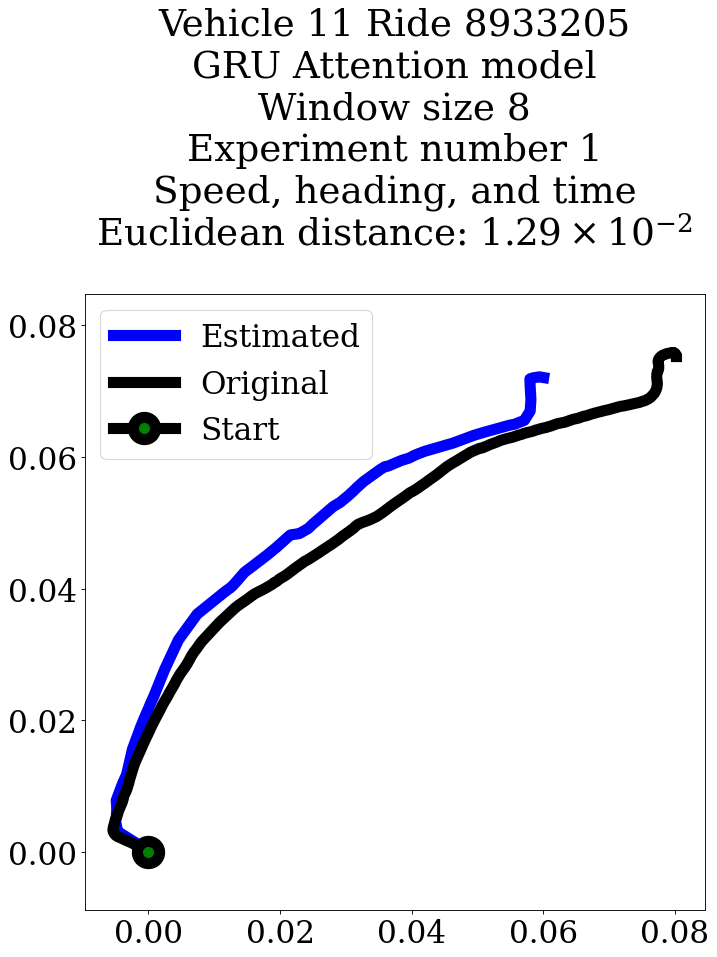 Vehicle 11 Ride 8933205
GRU Attention model
Window size 8
Experiment number 1
Speed, heading, and time
Euclidean distance: 1.29 × 10⁻²
Estimated
Original
Start
0.08
0.06
0.04
0.02
0.00
0.00 0.02 0.04 0.06 0.08